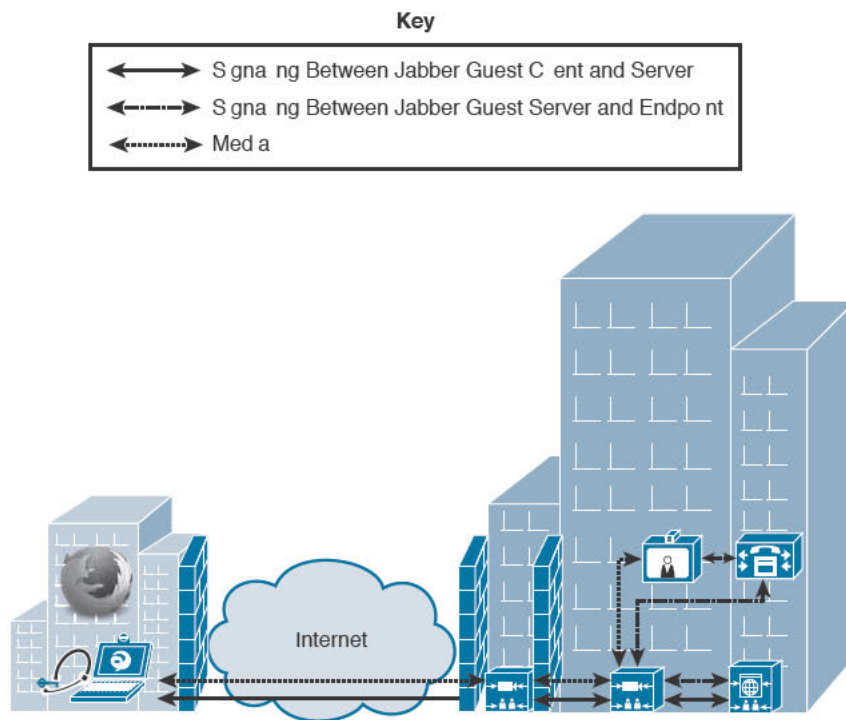 Key
S gna ng Between Jabber Guest C ent and Server
S gna ng Between Jabber Guest Server and Endpo nt
Med a
Internet